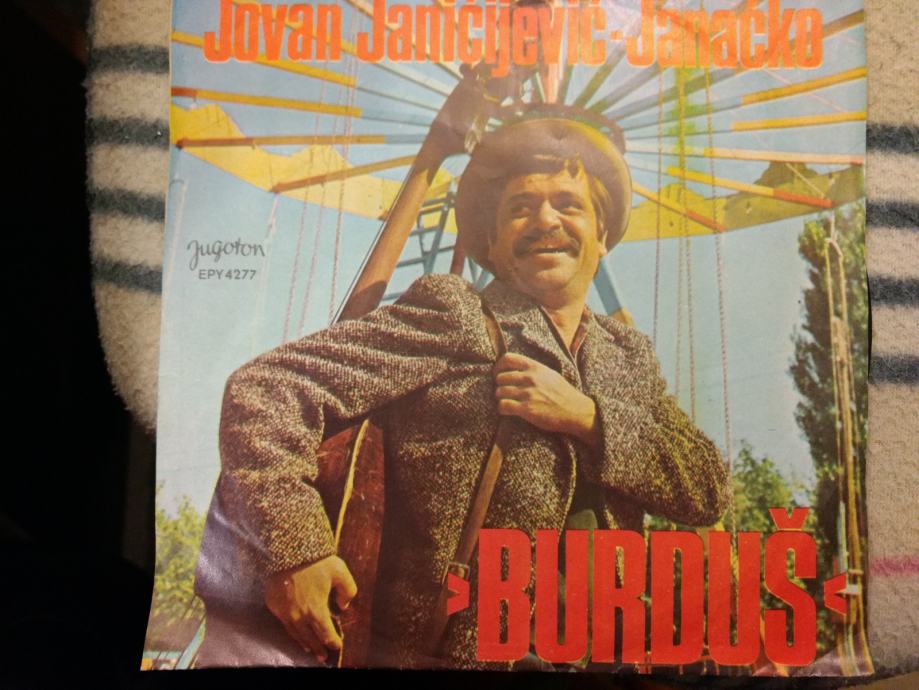 Jovan Janićijević-Janaćko
jugoton
EPY 4277
>BURDUŠ<